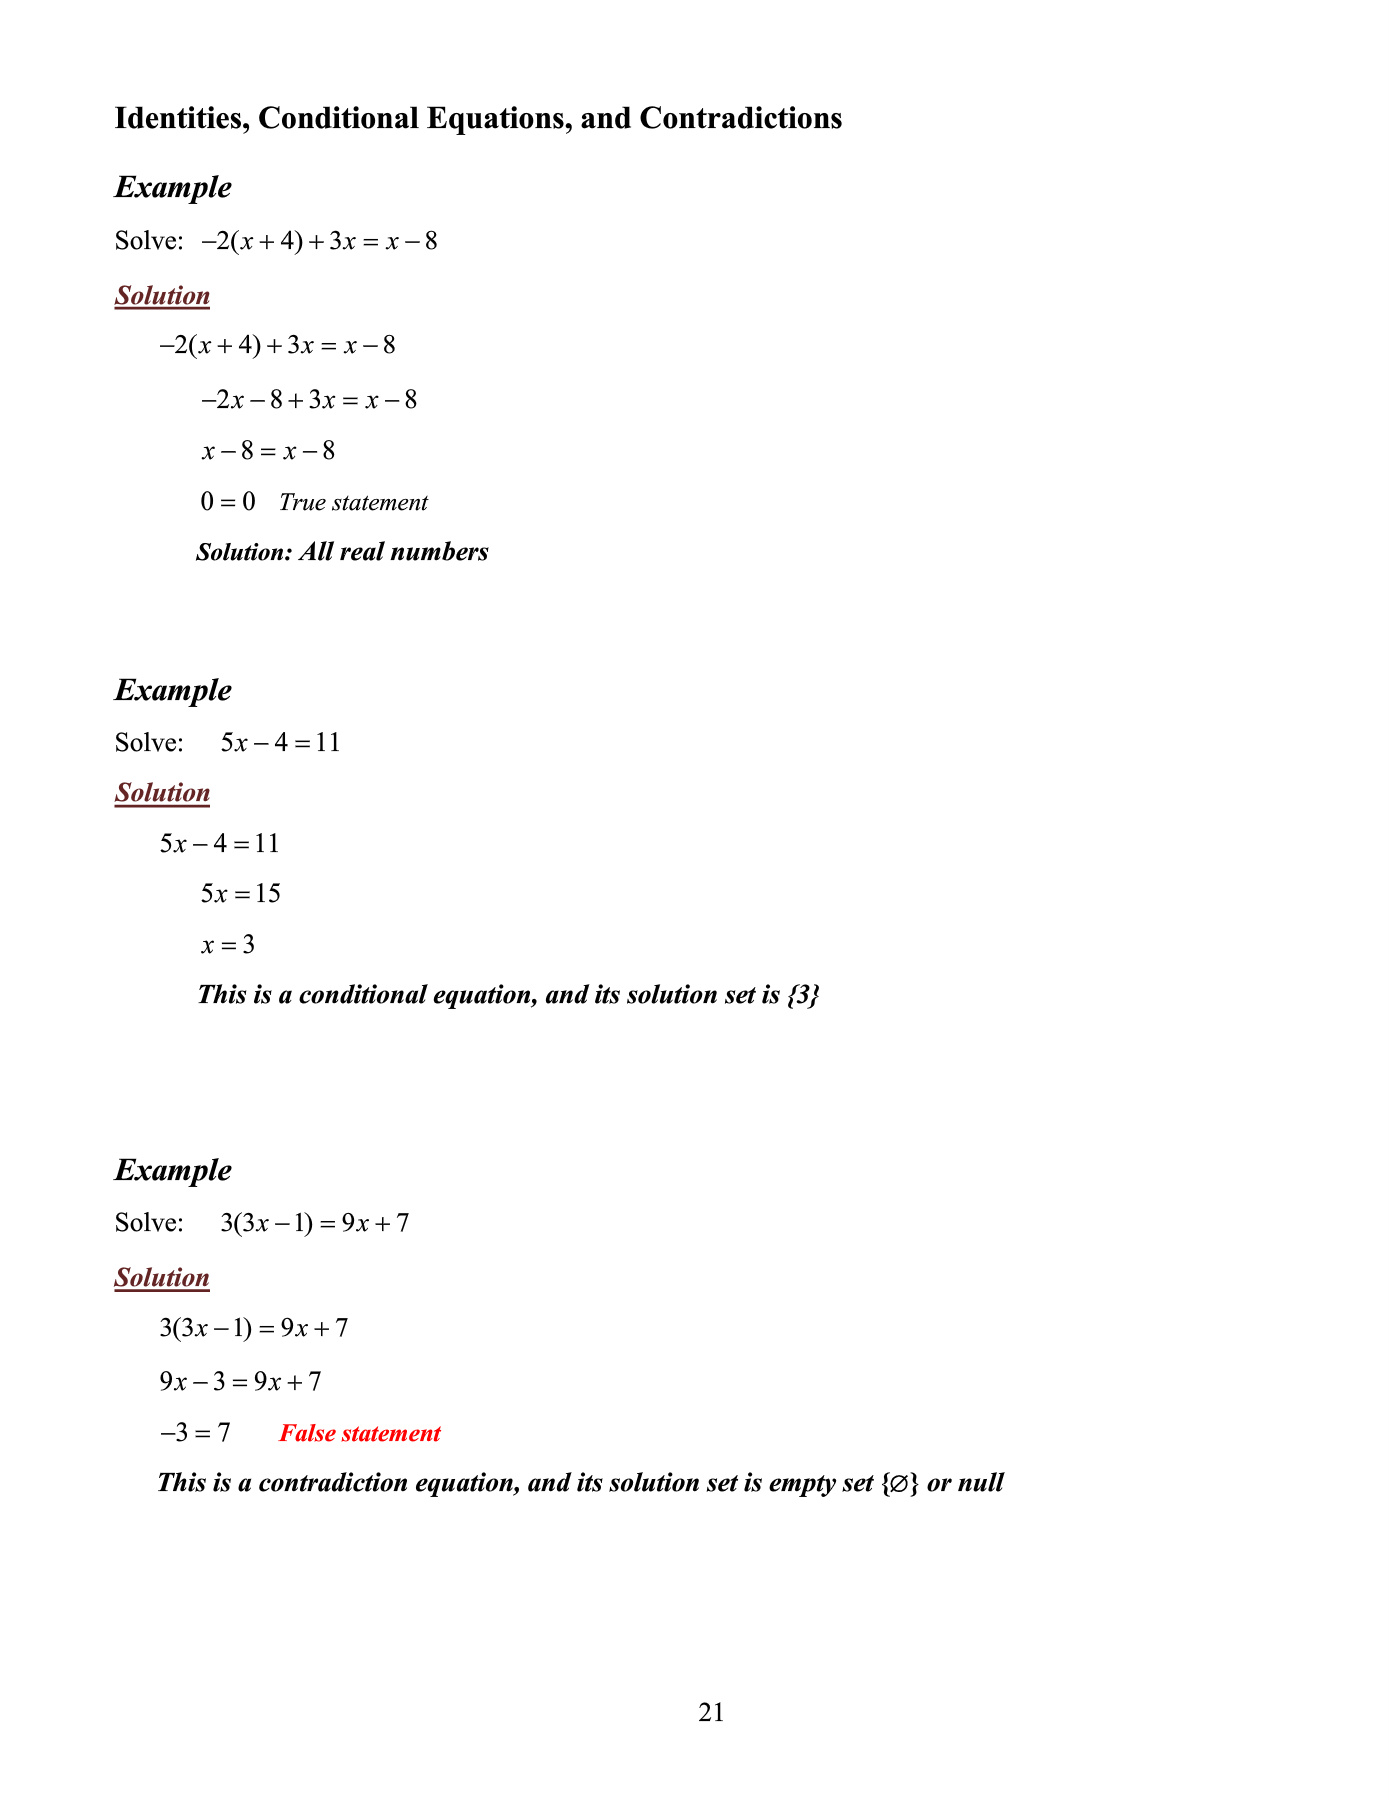 Identities, Conditional Equations, and Contradictions
Example
Solve: −2(x + 4) + 3x = x − 8
Solution
−2(x + 4) + 3x = x − 8
−2x − 8 + 3x = x − 8
x − 8 = x − 8
0 = 0 True statement
Solution: All real numbers
Example
Solve: 5x − 4 = 11
Solution
5x − 4 = 11
5x = 15
x = 3
This is a conditional equation, and its solution set is {3}
Example
Solve: 3(3x − 1) = 9x + 7
Solution
3(3x − 1) = 9x + 7
9x − 3 = 9x + 7
−3 = 7 False statement
This is a contradiction equation, and its solution set is empty set {∅} or null
21